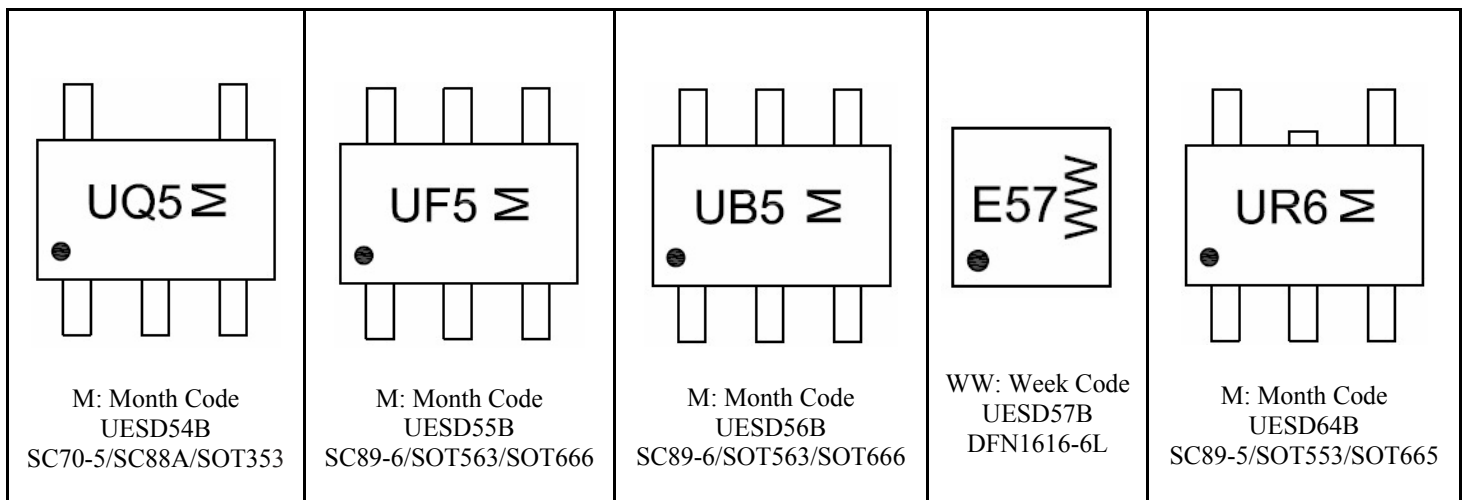 UQ5 M
M: Month Code
UESD54B
SC70-5/SC88A/SOT353
UF5 M
M: Month Code
UESD55B
SC89-6/SOT563/SOT666
UB5 M
M: Month Code
UESD56B
SC89-6/SOT563/SOT666
E57 WW
WW: Week Code
UESD57B
DFN1616-6L
UR6 M
M: Month Code
UESD64B
SC89-5/SOT553/SOT665